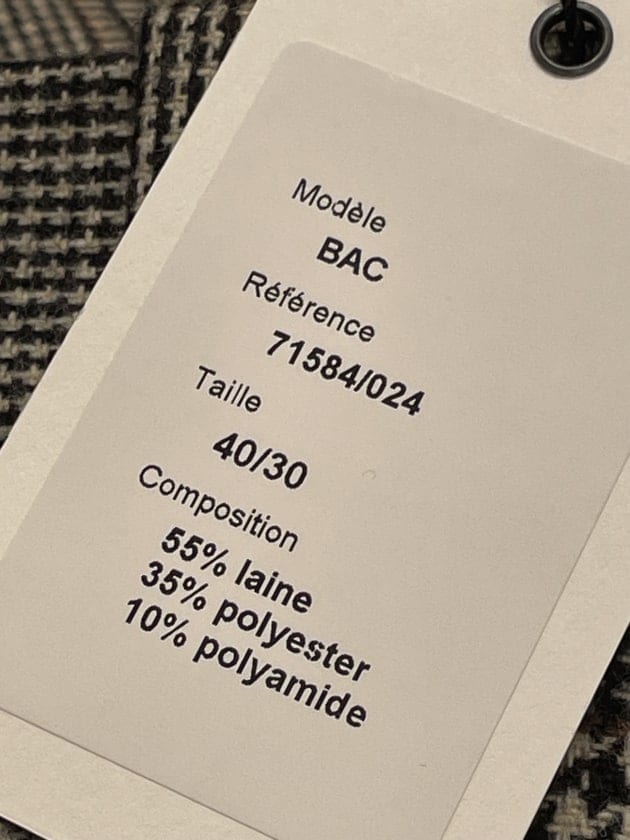 Modèle
BAC
Référence
71584/024
Taille
40/30
Composition
55% laine
35% polyester
10% polyamide